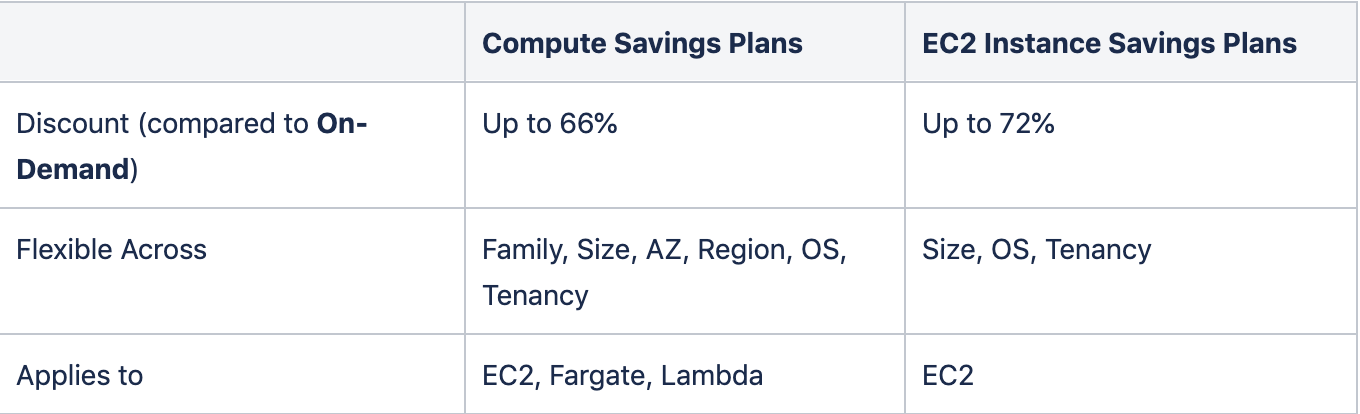 Compute Savings Plans
EC2 Instance Savings Plans
Discount (compared to On-
Demand)
Up to 66%
Up to 72%
Flexible Across
Family, Size, AZ, Region, OS,
Tenancy
Size, OS, Tenancy
Applies to
EC2, Fargate, Lambda
EC2